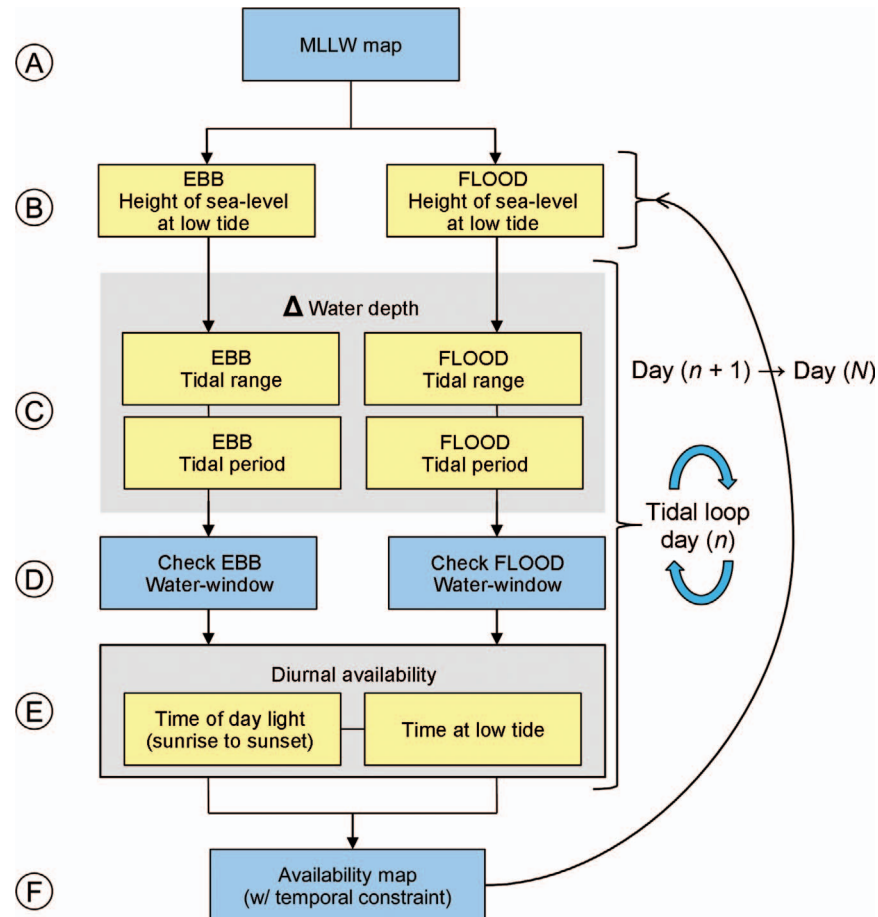 A
MLLW map
B
EBB
Height of sea-level
at low tide
FLOOD
Height of sea-level
at low tide
Δ Water depth
C
EBB
Tidal range
FLOOD
Tidal range
EBB
Tidal period
FLOOD
Tidal period
Day (n + 1) → Day (N)
Tidal loop
day (n)
D
Check EBB
Water-window
Check FLOOD
Water-window
E
Diurnal availability
Time of day light
(sunrise to sunset)
Time at low tide
F
Availability map
(w/ temporal constraint)